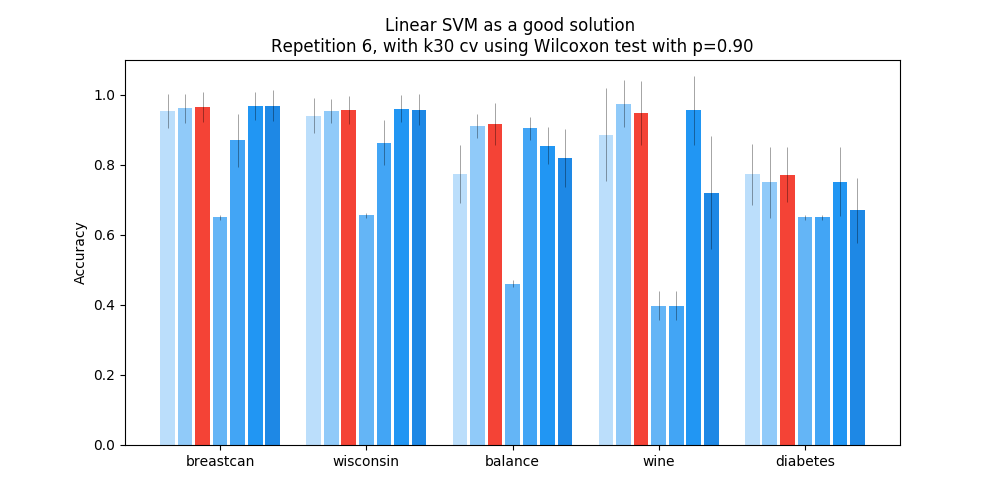 Linear SVM as a good solution
Repetition 6, with k30 cv using Wilcoxon test with p=0.90
Accuracy
1.0
0.8
0.6
0.4
0.2
0.0
breastcan wisconsin balance wine diabetes